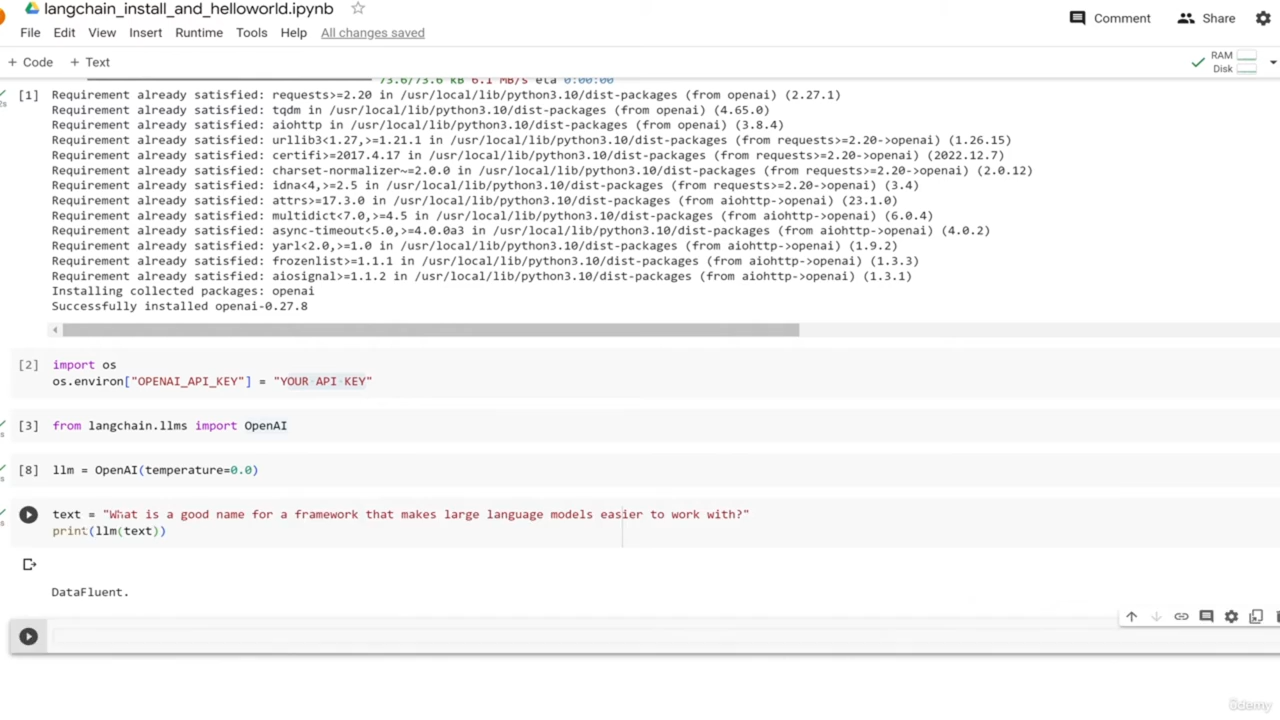 langchain_install_and_helloworld.ipynb
File Edit View Insert Runtime Tools Help All changes saved
Comment Share
+ Code + Text
RAM
Disk
73.6/73.6 kB 6.1 MB/s eta 0:00:00
[1] Requirement already satisfied: requests>=2.20 in /usr/local/lib/python3.10/dist-packages (from openai) (2.27.1)
Requirement already satisfied: tqdm in /usr/local/lib/python3.10/dist-packages (from openai) (4.65.0)
Requirement already satisfied: aiohttp in /usr/local/lib/python3.10/dist-packages (from openai) (3.8.4)
Requirement already satisfied: urllib3<1.27,>=1.21.1 in /usr/local/lib/python3.10/dist-packages (from requests>=2.20->openai) (1.26.15)
Requirement already satisfied: certifi>=2017.4.17 in /usr/local/lib/python3.10/dist-packages (from requests>=2.20->openai) (2022.12.7)
Requirement already satisfied: charset-normalizer~=2.0.0 in /usr/local/lib/python3.10/dist-packages (from requests>=2.20->openai) (2.0.12)
Requirement already satisfied: idna<4,>=2.5 in /usr/local/lib/python3.10/dist-packages (from requests>=2.20->openai) (3.4)
Requirement already satisfied: attrs>=17.3.0 in /usr/local/lib/python3.10/dist-packages (from aiohttp->openai) (23.1.0)
Requirement already satisfied: multidict<7.0,>=4.5 in /usr/local/lib/python3.10/dist-packages (from aiohttp->openai) (6.0.4)
Requirement already satisfied: async-timeout<5.0,>=4.0.0a3 in /usr/local/lib/python3.10/dist-packages (from aiohttp->openai) (4.0.2)
Requirement already satisfied: yarl<2.0,>=1.0 in /usr/local/lib/python3.10/dist-packages (from aiohttp->openai) (1.9.2)
Requirement already satisfied: frozenlist>=1.1.1 in /usr/local/lib/python3.10/dist-packages (from aiohttp->openai) (1.3.3)
Requirement already satisfied: aiosignal>=1.1.2 in /usr/local/lib/python3.10/dist-packages (from aiohttp->openai) (1.3.1)
Installing collected packages: openai
Successfully installed openai-0.27.8
[2] import os
os.environ["OPENAI_API_KEY"] = "YOUR API KEY"
[3] from langchain.llms import OpenAI
[8] llm = OpenAI(temperature=0.0)
text = "What is a good name for a framework that makes large language models easier to work with?"
print(llm(text))
DataFluent.
ûdemy